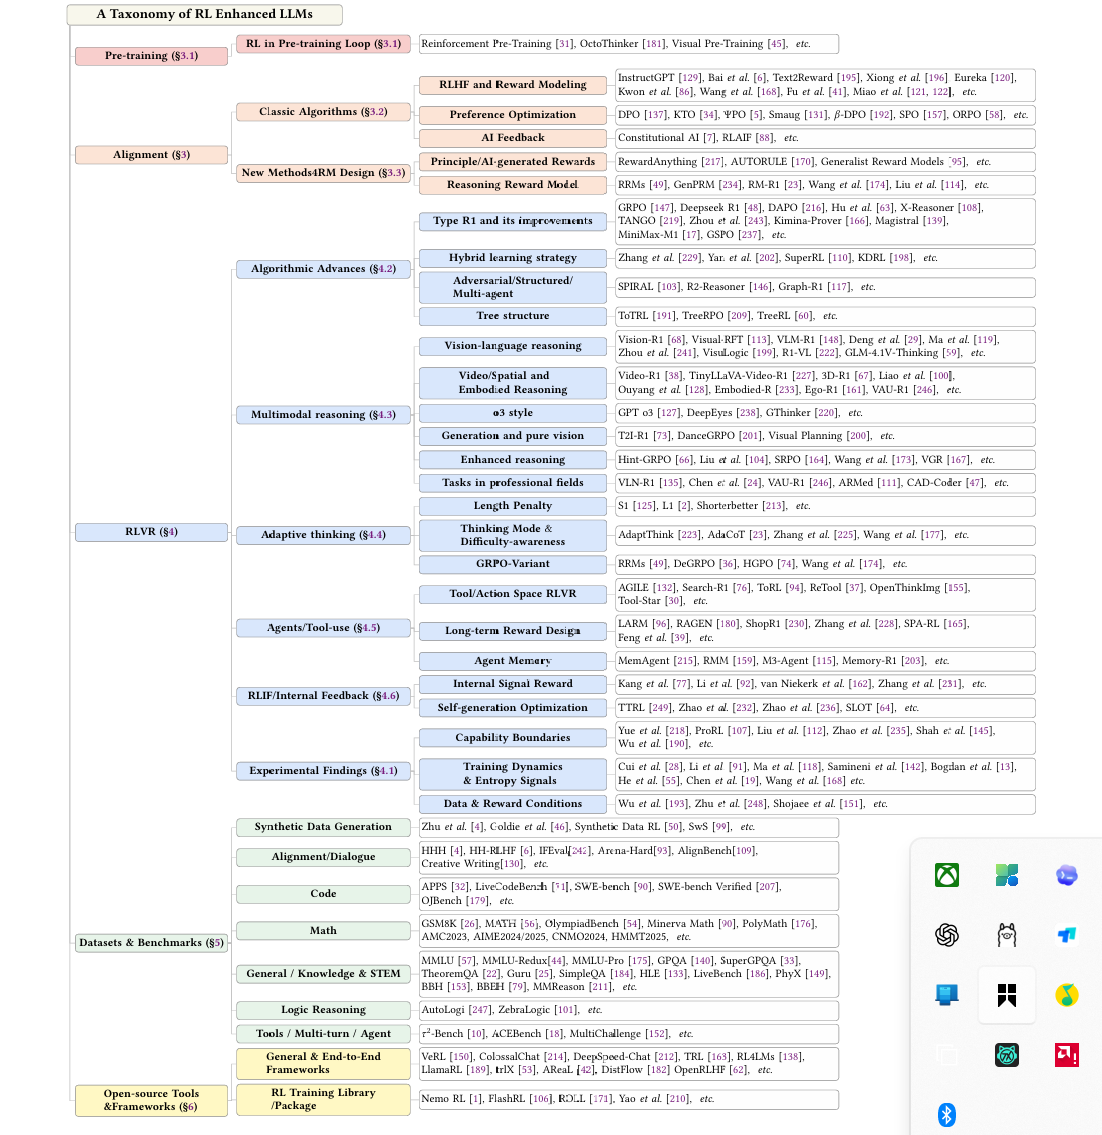 A Taxonomy of RL Enhanced LLMs
Pre-training (§3.1)
RL in Pre-training Loop (§3.1)
Reinforcement Pre-Training [31], OctoThinker [181], Visual Pre-Training [45], etc.
Alignment (§3)
Classic Algorithms (§3.2)
RLHF and Reward Modeling
InstructGPT [129], Bai et al. [6], Text2Reward [195], Xiong et al. [196] Eureka [120],
Kwon et al. [86], Wang et al. [168], Fu et al. [41], Miao et al. [121, 122], etc.
Preference Optimization
DPO [137], KTO [34], ΨPO [5], Smaug [131], β-DPO [192], SPO [157], ORPO [58], etc.
AI Feedback
Constitutional AI [7], RLAIF [88], etc.
New Methods4RM Design (§3.3)
Principle/AI-generated Rewards
RewardAnything [217], AUTORULE [170], Generalist Reward Models [95], etc.
Reasoning Reward Model
RRMs [49], GenPRM [234], RM-R1 [23], Wang et al. [174], Liu et al. [114], etc.
RLVR (§4)
Algorithmic Advances (§4.2)
Type R1 and its improvements
GRPO [147], Deepseek R1 [48], DAPO [216], Hu et al. [63], X-Reasoner [108],
TANGO [219], Zhou et al. [243], Kimina-Prover [166], Magistral [139],
MiniMax-M1 [17], GSPO [237], etc.
Hybrid learning strategy
Zhang et al. [229], Yan et al. [202], SuperRL [110], KDRL [198], etc.
Adversarial/Structured/
Multi-agent
SPIRAL [103], R2-Reasoner [146], Graph-R1 [117], etc.
Tree structure
ToTRL [191], TreeRPO [209], TreeRL [60], etc.
Multimodal reasoning (§4.3)
Vision-language reasoning
Vision-R1 [68], Visual-RFT [113], VLM-R1 [148], Deng et al. [29], Ma et al. [119],
Zhou et al. [241], VisuLogic [199], R1-VL [222], GLM-4.1V-Thinking [59], etc.
Video/Spatial and
Embodied Reasoning
Video-R1 [38], TinyLLaVA-Video-R1 [227], 3D-R1 [67], Liao et al. [100],
Ouyang et al. [128], Embodied-R [233], Ego-R1 [161], VAU-R1 [246], etc.
o3 style
GPT o3 [127], DeepEyes [238], GThinker [220], etc.
Generation and pure vision
T2I-R1 [73], DanceGRPO [201], Visual Planning [200], etc.
Enhanced reasoning
Hint-GRPO [66], Liu et al. [104], SRPO [164], Wang et al. [173], VGR [167], etc.
Tasks in professional fields
VLN-R1 [135], Chen et al. [24], VAU-R1 [246], ARMed [111], CAD-Coder [47], etc.
Adaptive thinking (§4.4)
Length Penalty
S1 [125], L1 [2], Shorterbetter [213], etc.
Thinking Mode &
Difficulty-awareness
AdaptThink [223], AdaCoT [23], Zhang et al. [225], Wang et al. [177], etc.
GRPO-Variant
RRMs [49], DeGRPO [36], HGPO [74], Wang et al. [174], etc.
Agents/Tool-use (§4.5)
Tool/Action Space RLVR
AGILE [132], Search-R1 [76], ToRL [94], ReTool [37], OpenThinkImg [155],
Tool-Star [30], etc.
Long-term Reward Design
LARM [96], RAGEN [180], ShopR1 [230], Zhang et al. [228], SPA-RL [165],
Feng et al. [39], etc.
Agent Memory
MemAgent [215], RMM [159], M3-Agent [115], Memory-R1 [203], etc.
RLIF/Internal Feedback (§4.6)
Internal Signal Reward
Kang et al. [77], Li et al. [92], van Niekerk et al. [162], Zhang et al. [231], etc.
Self-generation Optimization
TTRL [249], Zhao et al. [232], Zhao et al. [236], SLOT [64], etc.
Experimental Findings (§4.1)
Capability Boundaries
Yue et al. [218], ProRL [107], Liu et al. [112], Zhao et al. [235], Shah et al. [145],
Wu et al. [190], etc.
Training Dynamics
& Entropy Signals
Cui et al. [28], Li et al. [91], Ma et al. [118], Samineni et al. [142], Bogdan et al. [13],
He et al. [55], Chen et al. [19], Wang et al. [168] etc.
Data & Reward Conditions
Wu et al. [193], Zhu et al. [248], Shojaee et al. [151], etc.
Datasets & Benchmarks (§5)
Synthetic Data Generation
Zhu et al. [4], Goldie et al. [46], Synthetic Data RL [50], SwS [99], etc.
Alignment/Dialogue
HHH [4], HH-RLHF [6], IFEval[242], Arena-Hard[93], AlignBench[109],
Creative Writing[130], etc.
Code
APPS [32], LiveCodeBench [71], SWE-bench [90], SWE-bench Verified [207],
OJBench [179], etc.
Math
GSM8K [26], MATH [56], OlympiadBench [54], Minerva Math [90], PolyMath [176],
AMC2023, AIME2024/2025, CNMO2024, HMMT2025, etc.
General / Knowledge & STEM
MMLU [57], MMLU-Redux[44], MMLU-Pro [175], GPQA [140], SuperGPQA [33],
TheoremQA [22], Guru [25], SimpleQA [184], HLE [133], LiveBench [186], PhyX [149],
BBH [153], BBEH [79], MMReason [211], etc.
Logic Reasoning
AutoLogi [247], ZebraLogic [101], etc.
Tools / Multi-turn / Agent
τ²-Bench [10], ACEBench [18], MultiChallenge [152], etc.
Open-source Tools
&Frameworks (§6)
General & End-to-End
Frameworks
VeRL [150], ColossalChat [214], DeepSpeed-Chat [212], TRL [163], RL4LMs [138],
LlamaRL [189], trlX [53], AReaL [42], DistFlow [182] OpenRLHF [62], etc.
RL Training Library
/Package
Nemo RL [1], FlashRL [106], ROLL [171], Yao et al. [210], etc.